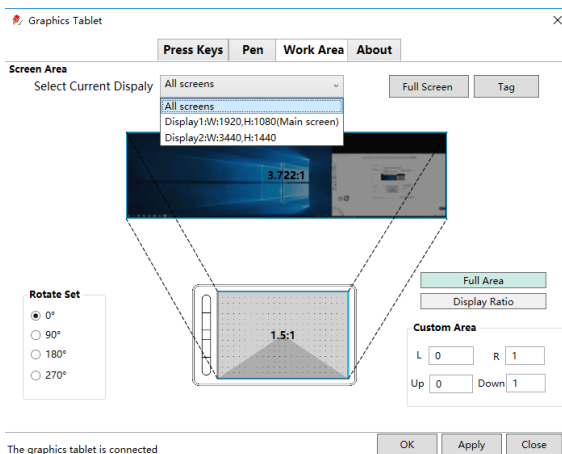 Graphics Tablet
Press Keys Pen Work Area About
Screen Area
Select Current Dispaly All screens Full Screen Tag
All screens
Display1:W:1920,H:1080(Main screen)
Display2:W:3440,H:1440
3.722:1
Full Area
Rotate Set Display Ratio
0°
Custom Area
90° 1.5:1
L 0 R 1
180°
270° Up 0 Down 1
The graphics tablet is connected OK Apply Close